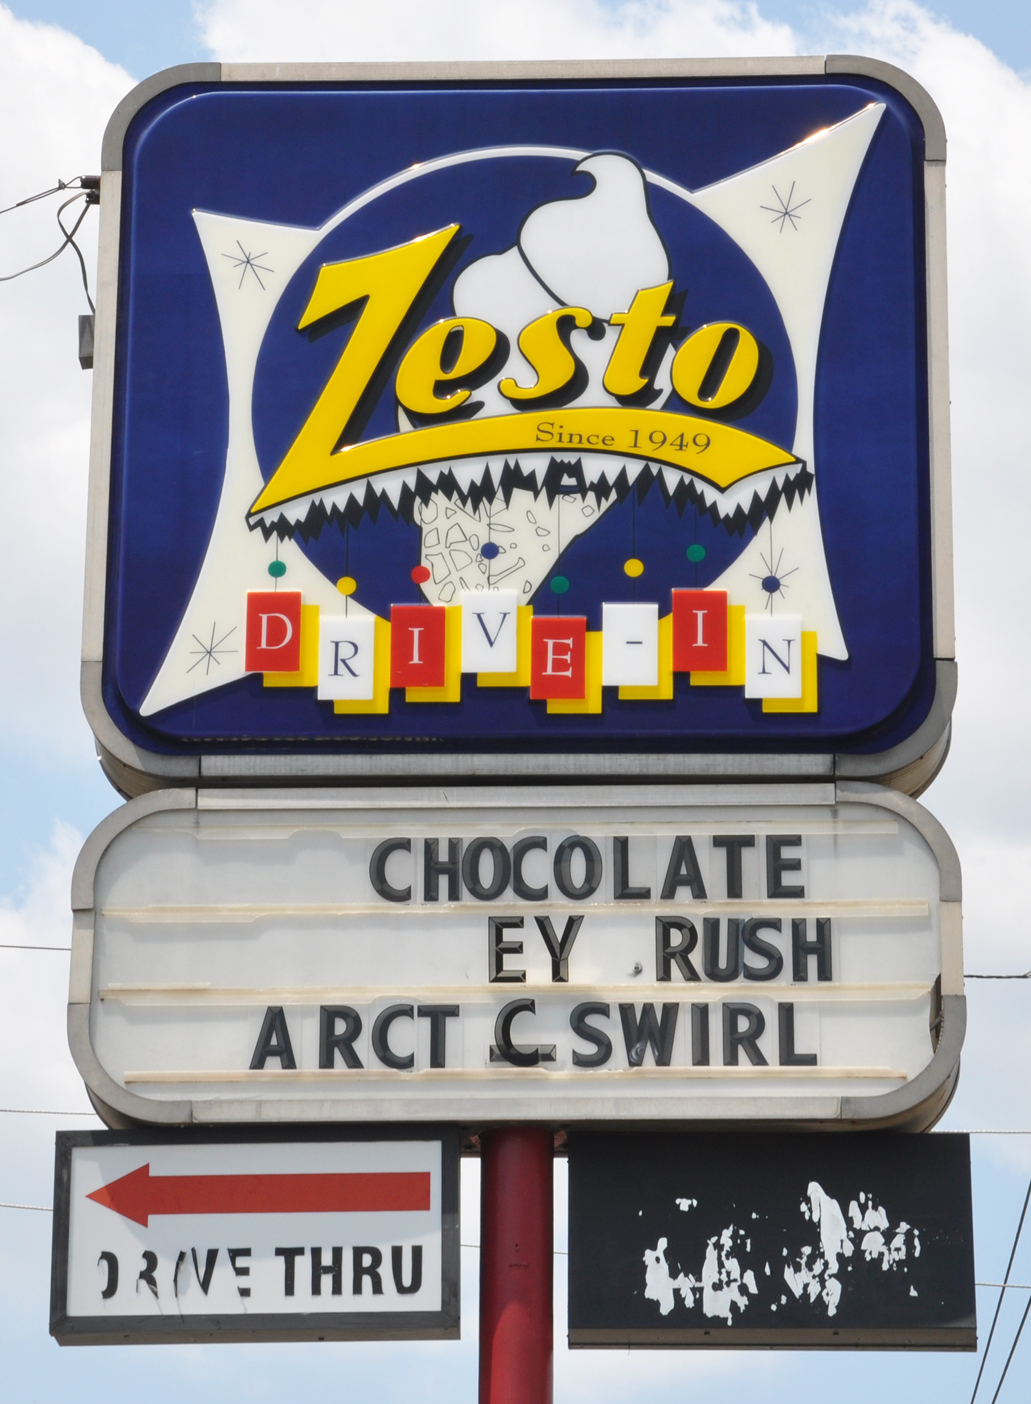 Zesto
Since 1949
DRIVE-IN
CHOCOLATE
EY RUSH
ARCT C SWIRL
DRIVE THRU